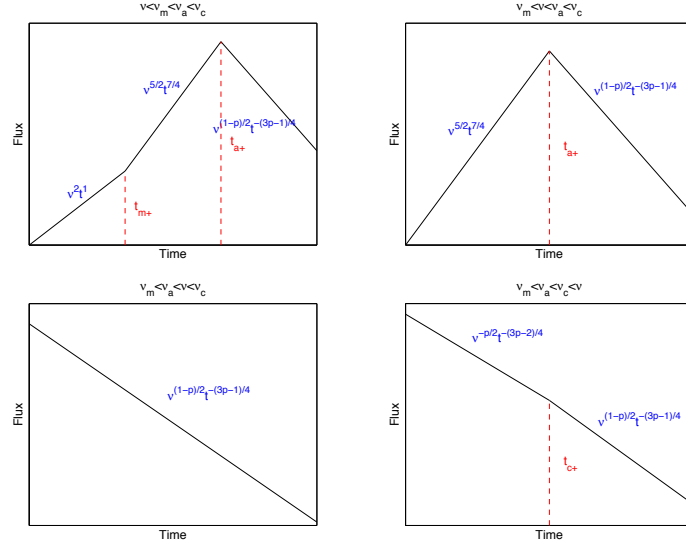 ν<ν_m<ν_a<ν_c
Flux
ν^{5/2}t^{7/4}
ν^{(1−p)/2}t^{−(3p−1)/4}
t_{a+}
ν^2t^1
t_{m+}
Time
ν_m<ν<ν_a<ν_c
Flux
ν^{(1−p)/2}t^{−(3p−1)/4}
ν^{5/2}t^{7/4}
t_{a+}
Time
ν_m<ν_a<ν<ν_c
Flux
ν^{(1−p)/2}t^{−(3p−1)/4}
Time
ν_m<ν_a<ν_c<ν
Flux
ν^{−p/2}t^{−(3p−2)/4}
ν^{(1−p)/2}t^{−(3p−1)/4}
t_{c+}
Time